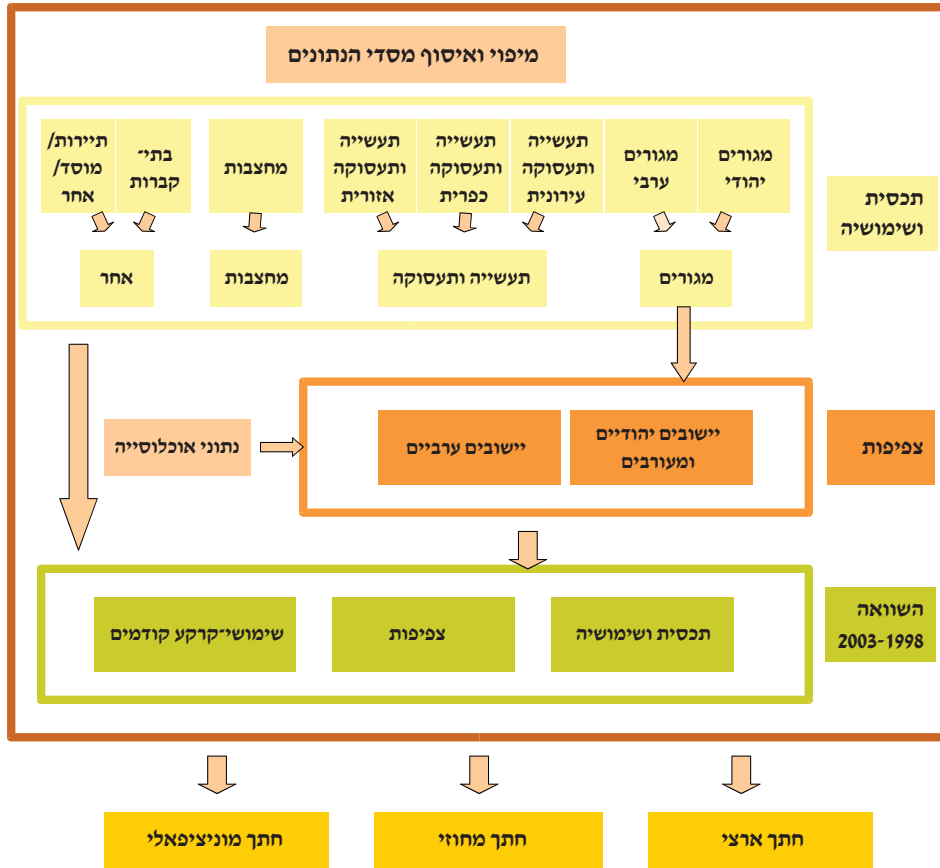 מיפוי ואיסוף מסדי הנתונים
תכסית
ושימושיה
מגורים
יהודי
מגורים
ערבי
תעשייה
ותעסוקה
עירונית
תעשייה
ותעסוקה
כפרית
תעשייה
ותעסוקה
אזורית
מחצבות
בתי־
קברות
תיירות/
מוסד/
אחר
מגורים
תעשייה ותעסוקה
מחצבות
אחר
צפיפות
יישובים יהודיים
ומעורבים
יישובים ערביים
נתוני אוכלוסייה
השוואה
2003-1998
תכסית ושימושיה
צפיפות
שימושי־קרקע קודמים
חתך ארצי
חתך מחוזי
חתך מוניציפאלי